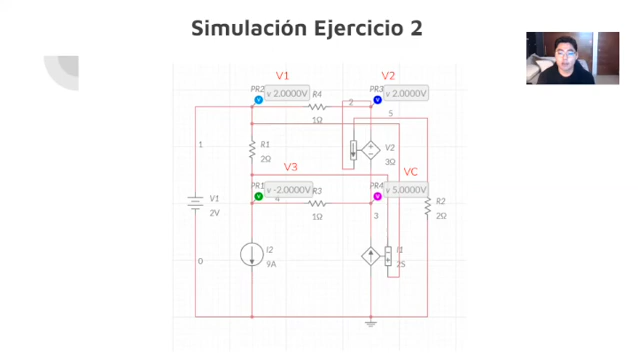 Simulación Ejercicio 2
V1
V2
PR2
v 2.0000V
R4
PR3
v 2.0000V
2
1Ω
5
1
R1
2Ω
V2
3Ω
V3
VC
PR1
v -2.0000V
4
R3
PR4
v 5.0000V
V1
2V
1Ω
3
R2
2Ω
0
I2
9A
I1
2S